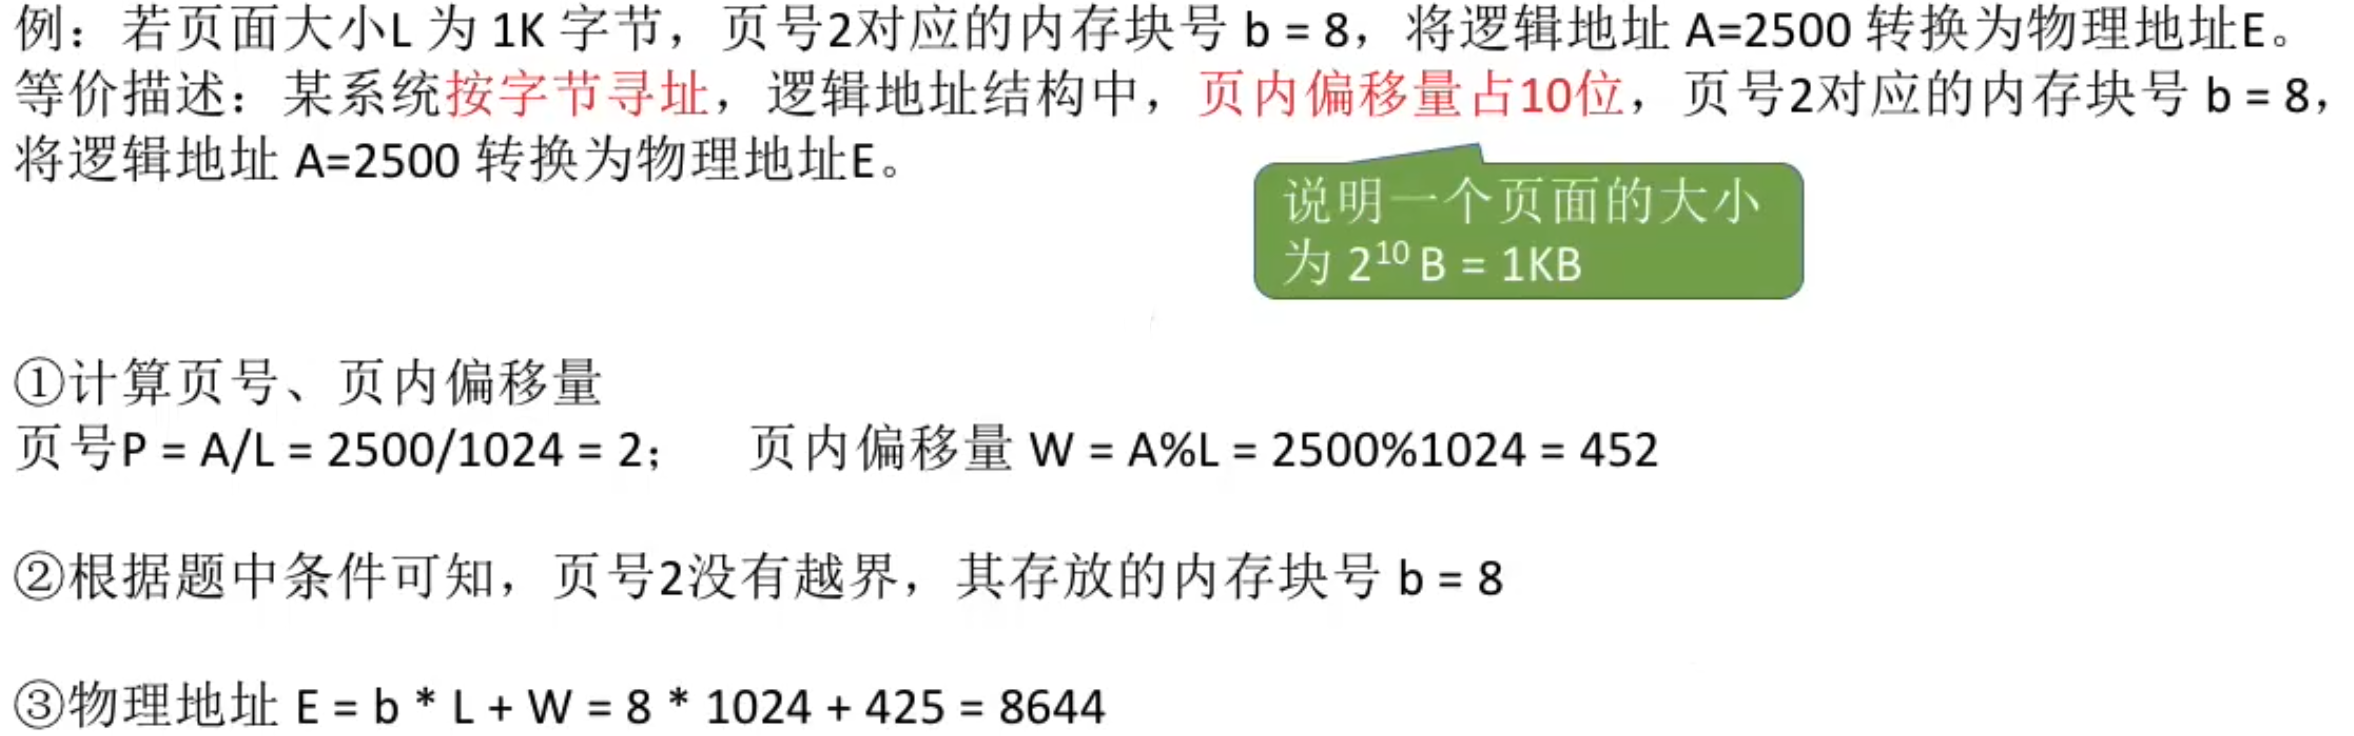 例：若页面大小L 为 1K 字节，页号2对应的内存块号 b = 8，将逻辑地址 A=2500 转换为物理地址E。
等价描述：某系统按字节寻址，逻辑地址结构中，页内偏移量占10位，页号2对应的内存块号 b = 8，
将逻辑地址 A=2500 转换为物理地址E。
说明一个页面的大小
为 2¹⁰ B = 1KB
①计算页号、页内偏移量
页号P = A/L = 2500/1024 = 2； 页内偏移量 W = A%L = 2500%1024 = 452
②根据题中条件可知，页号2没有越界，其存放的内存块号 b = 8
③物理地址 E = b * L + W = 8 * 1024 + 425 = 8644